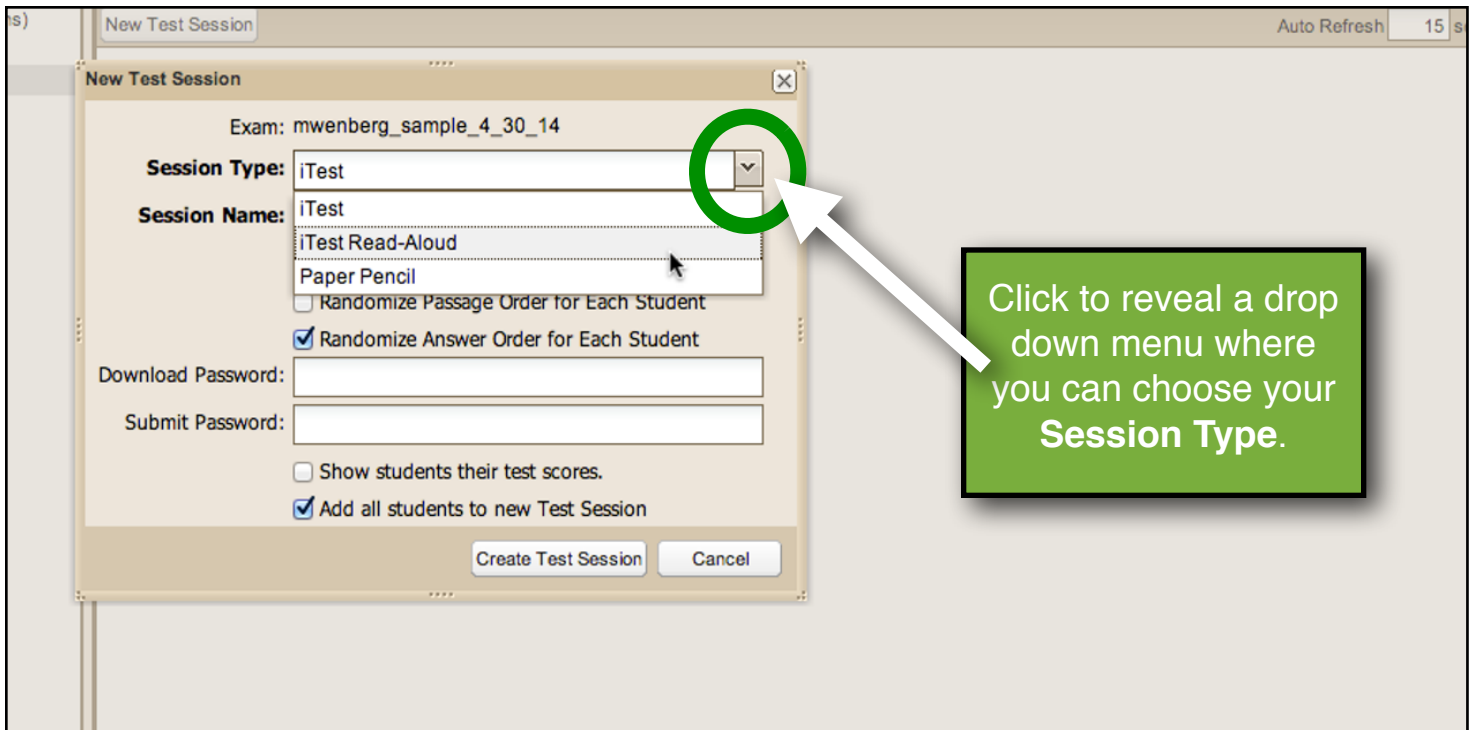 New Test Session
Auto Refresh 15
New Test Session
Exam: mwenberg_sample_4_30_14
Session Type: iTest
Session Name: iTest
iTest Read-Aloud
Paper Pencil
Randomize Passage Order for Each Student
Randomize Answer Order for Each Student
Download Password:
Submit Password:
Show students their test scores.
Add all students to new Test Session
Create Test Session Cancel
Click to reveal a drop
down menu where
you can choose your
Session Type.